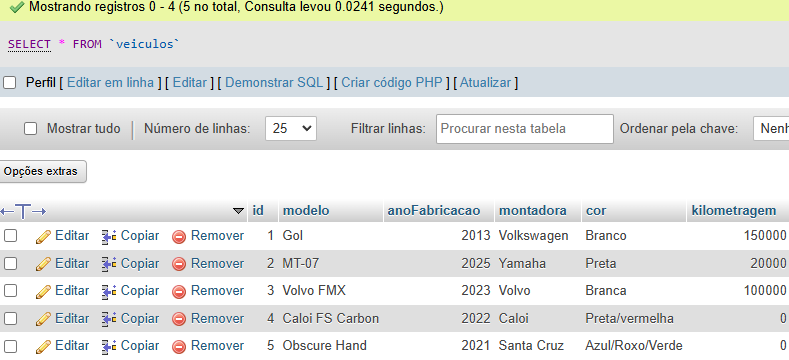 Mostrando registros 0 - 4 (5 no total, Consulta levou 0.0241 segundos.)
SELECT * FROM `veiculos`
Perfil [ Editar em linha ] [ Editar ] [ Demonstrar SQL ] [ Criar código PHP ] [ Atualizar ]
Mostrar tudo Número de linhas: 25 Filtrar linhas: Procurar nesta tabela Ordenar pela chave: Nenh
Opções extras
←T→ id modelo anoFabricacao montadora cor kilometragem
Editar Copiar Remover 1 Gol 2013 Volkswagen Branco 150000
Editar Copiar Remover 2 MT-07 2025 Yamaha Preta 20000
Editar Copiar Remover 3 Volvo FMX 2023 Volvo Branca 100000
Editar Copiar Remover 4 Caloi FS Carbon 2022 Caloi Preta/vermelha 0
Editar Copiar Remover 5 Obscure Hand 2021 Santa Cruz Azul/Roxo/Verde 0